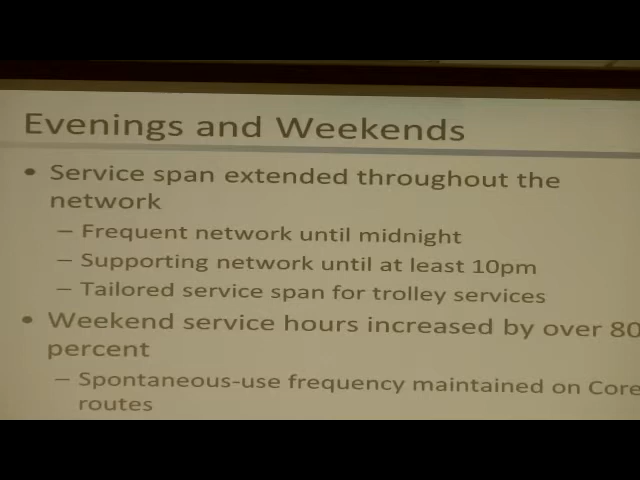 Evenings and Weekends
• Service span extended throughout the
network
– Frequent network until midnight
– Supporting network until at least 10pm
– Tailored service span for trolley services
• Weekend service hours increased by over 80
percent
– Spontaneous-use frequency maintained on Core
routes